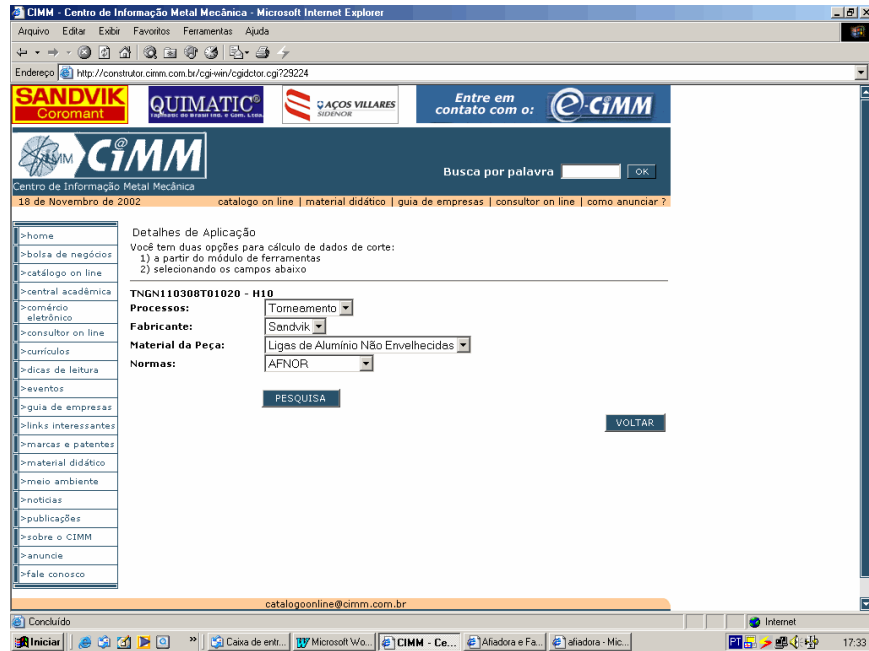 CIMM - Centro de Informação Metal Mecânica - Microsoft Internet Explorer
Arquivo Editar Exibir Favoritos Ferramentas Ajuda
Endereço http://construtor.cimm.com.br/cgi-win/cgidctor.cgi?29224
SANDVIK
Coromant
QUIMATIC®
Tapmatic do Brasil Ind. e Com. Ltda.
AÇOS VILLARES
SIDENOR
Entre em
contato com o:
e-CiMM
CiMM
Centro de Informação Metal Mecânica
Busca por palavra OK
18 de Novembro de 2002 catalogo on line | material didático | guia de empresas | consultor on line | como anunciar ?
>home
>bolsa de negócios
>catálogo on line
>central acadêmica
>comércio
eletrônico
>consultor on line
>currículos
>dicas de leitura
>eventos
>guia de empresas
>links interessantes
>marcas e patentes
>material didático
>meio ambiente
>noticias
>publicações
>sobre o CIMM
>anuncie
>fale conosco
Detalhes de Aplicação
Você tem duas opções para cálculo de dados de corte:
1) a partir do módulo de ferramentas
2) selecionando os campos abaixo
TNGN110308T01020 - H10
Processos: Torneamento
Fabricante: Sandvik
Material da Peça: Ligas de Alumínio Não Envelhecidas
Normas: AFNOR
PESQUISA
VOLTAR
catalogoonline@cimm.com.br
Concluído Internet
Iniciar » Caixa de entr... Microsoft Wo... CIMM - Ce... Afiadora e Fa... afiadora - Mic... PT 17:33